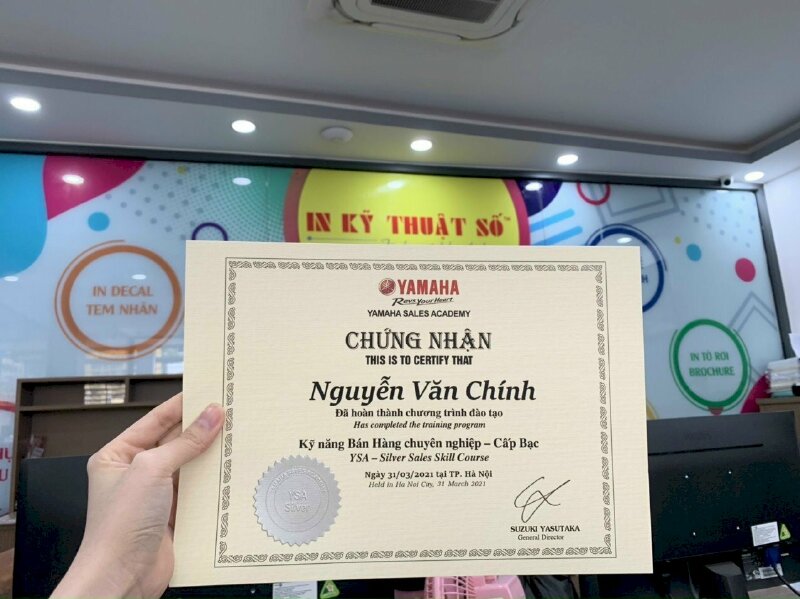 IN KỸ THUẬT SỐ
IN DECAL
TEM NHÃN
IN TỜ RƠI
BROCHURE
YAMAHA
Revs Your Heart
YAMAHA SALES ACADEMY
CHỨNG NHẬN
THIS IS TO CERTIFY THAT
Nguyễn Văn Chính
Đã hoàn thành chương trình đào tạo
Has completed the training program
Kỹ năng Bán Hàng chuyên nghiệp – Cấp Bạc
YSA – Silver Sales Skill Course
Ngày 31/03/2021 tại TP. Hà Nội
Held in Ha Noi City, 31 March 2021
YSA
Silver
SUZUKI YASUTAKA
General Director